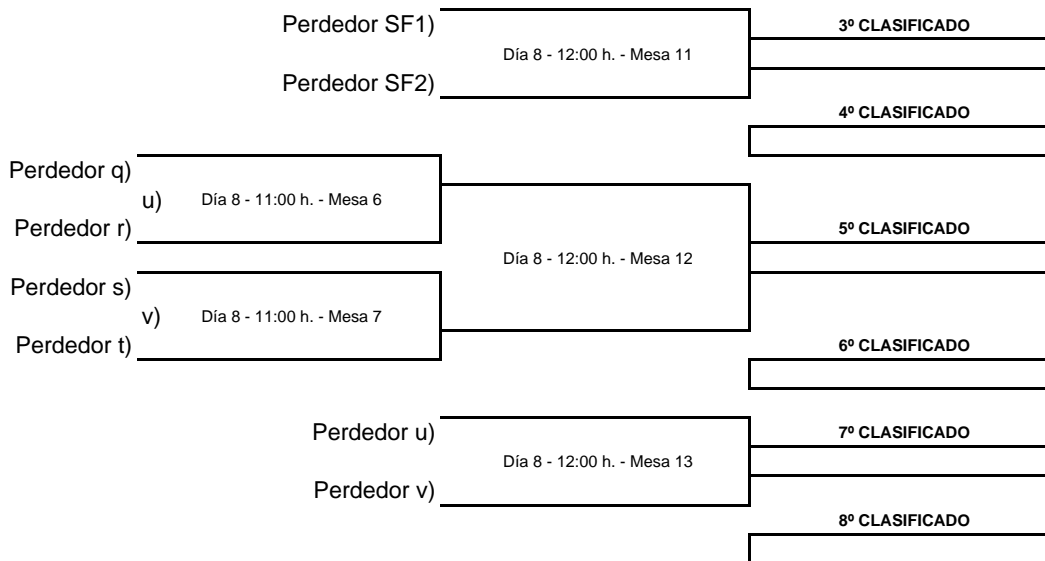 Perdedor SF1)
3º CLASIFICADO
Día 8 - 12:00 h. - Mesa 11
Perdedor SF2)
4º CLASIFICADO
Perdedor q)
u) Día 8 - 11:00 h. - Mesa 6
Perdedor r)
5º CLASIFICADO
Día 8 - 12:00 h. - Mesa 12
Perdedor s)
v) Día 8 - 11:00 h. - Mesa 7
Perdedor t)
6º CLASIFICADO
Perdedor u)
7º CLASIFICADO
Día 8 - 12:00 h. - Mesa 13
Perdedor v)
8º CLASIFICADO